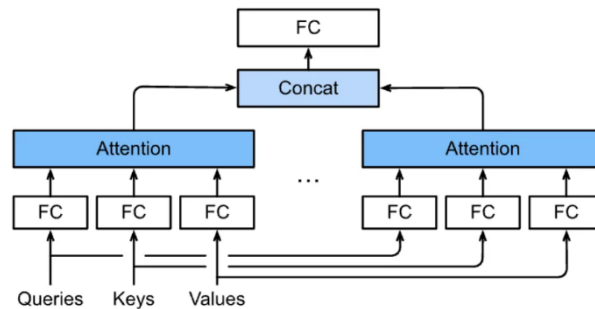 FC
Concat
Attention ... Attention
FC FC FC FC FC FC
Queries Keys Values